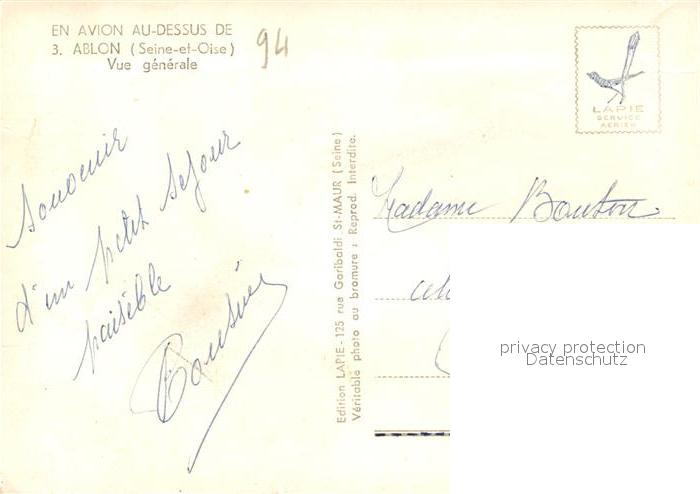 EN AVION AU-DESSUS DE
3. ABLON (Seine-et-Oise)
Vue générale
94
Souvenir
d'un petit sejour
paiseble
Edition LAPIE - 125 rue Garibaldi St-MAUR (Seine)
Véritable photo au bromure : Reprod. Interdite.
LAPIE
SERVICE
AERIEN
Madame Bouton
privacy protection
Datenschutz